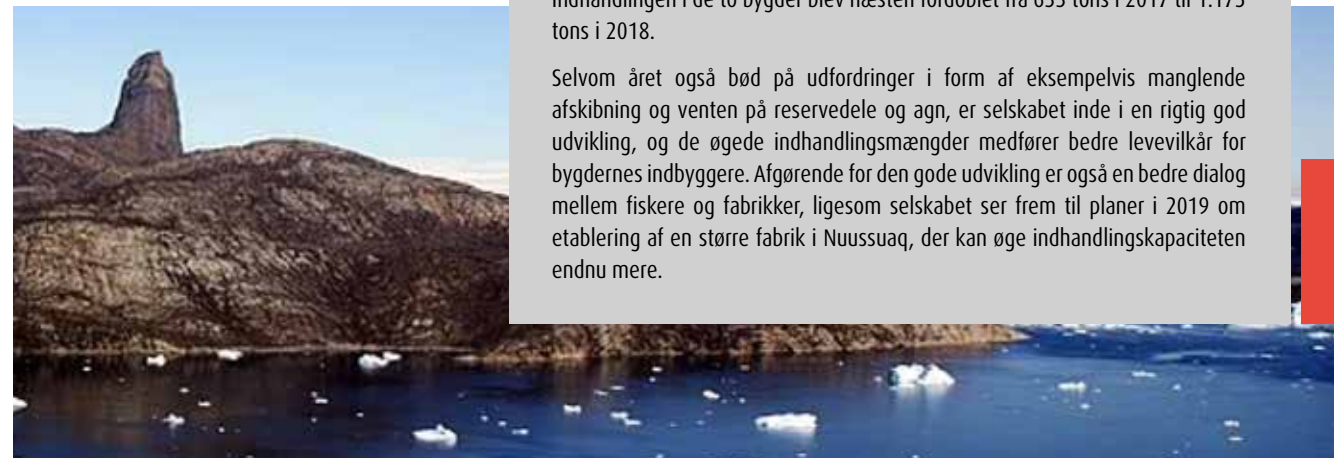 Indhandlingen i de to bygder blev næsten fordoblet fra tons i 2017 til
tons i 2018.
Selvom året også bød på udfordringer i form af eksempelvis manglende
afskibning og venten på reservedele og agn, er selskabet inde i en rigtig god
udvikling, og de øgede indhandlingsmængder medfører bedre levevilkår for
bygdernes indbyggere. Afgørende for den gode udvikling er også en bedre dialog
mellem fiskere og fabrikker, ligesom selskabet ser frem til planer i 2019 om
etablering af en større fabrik i Nuussuaq, der kan øge indhandlingskapaciteten
endnu mere.